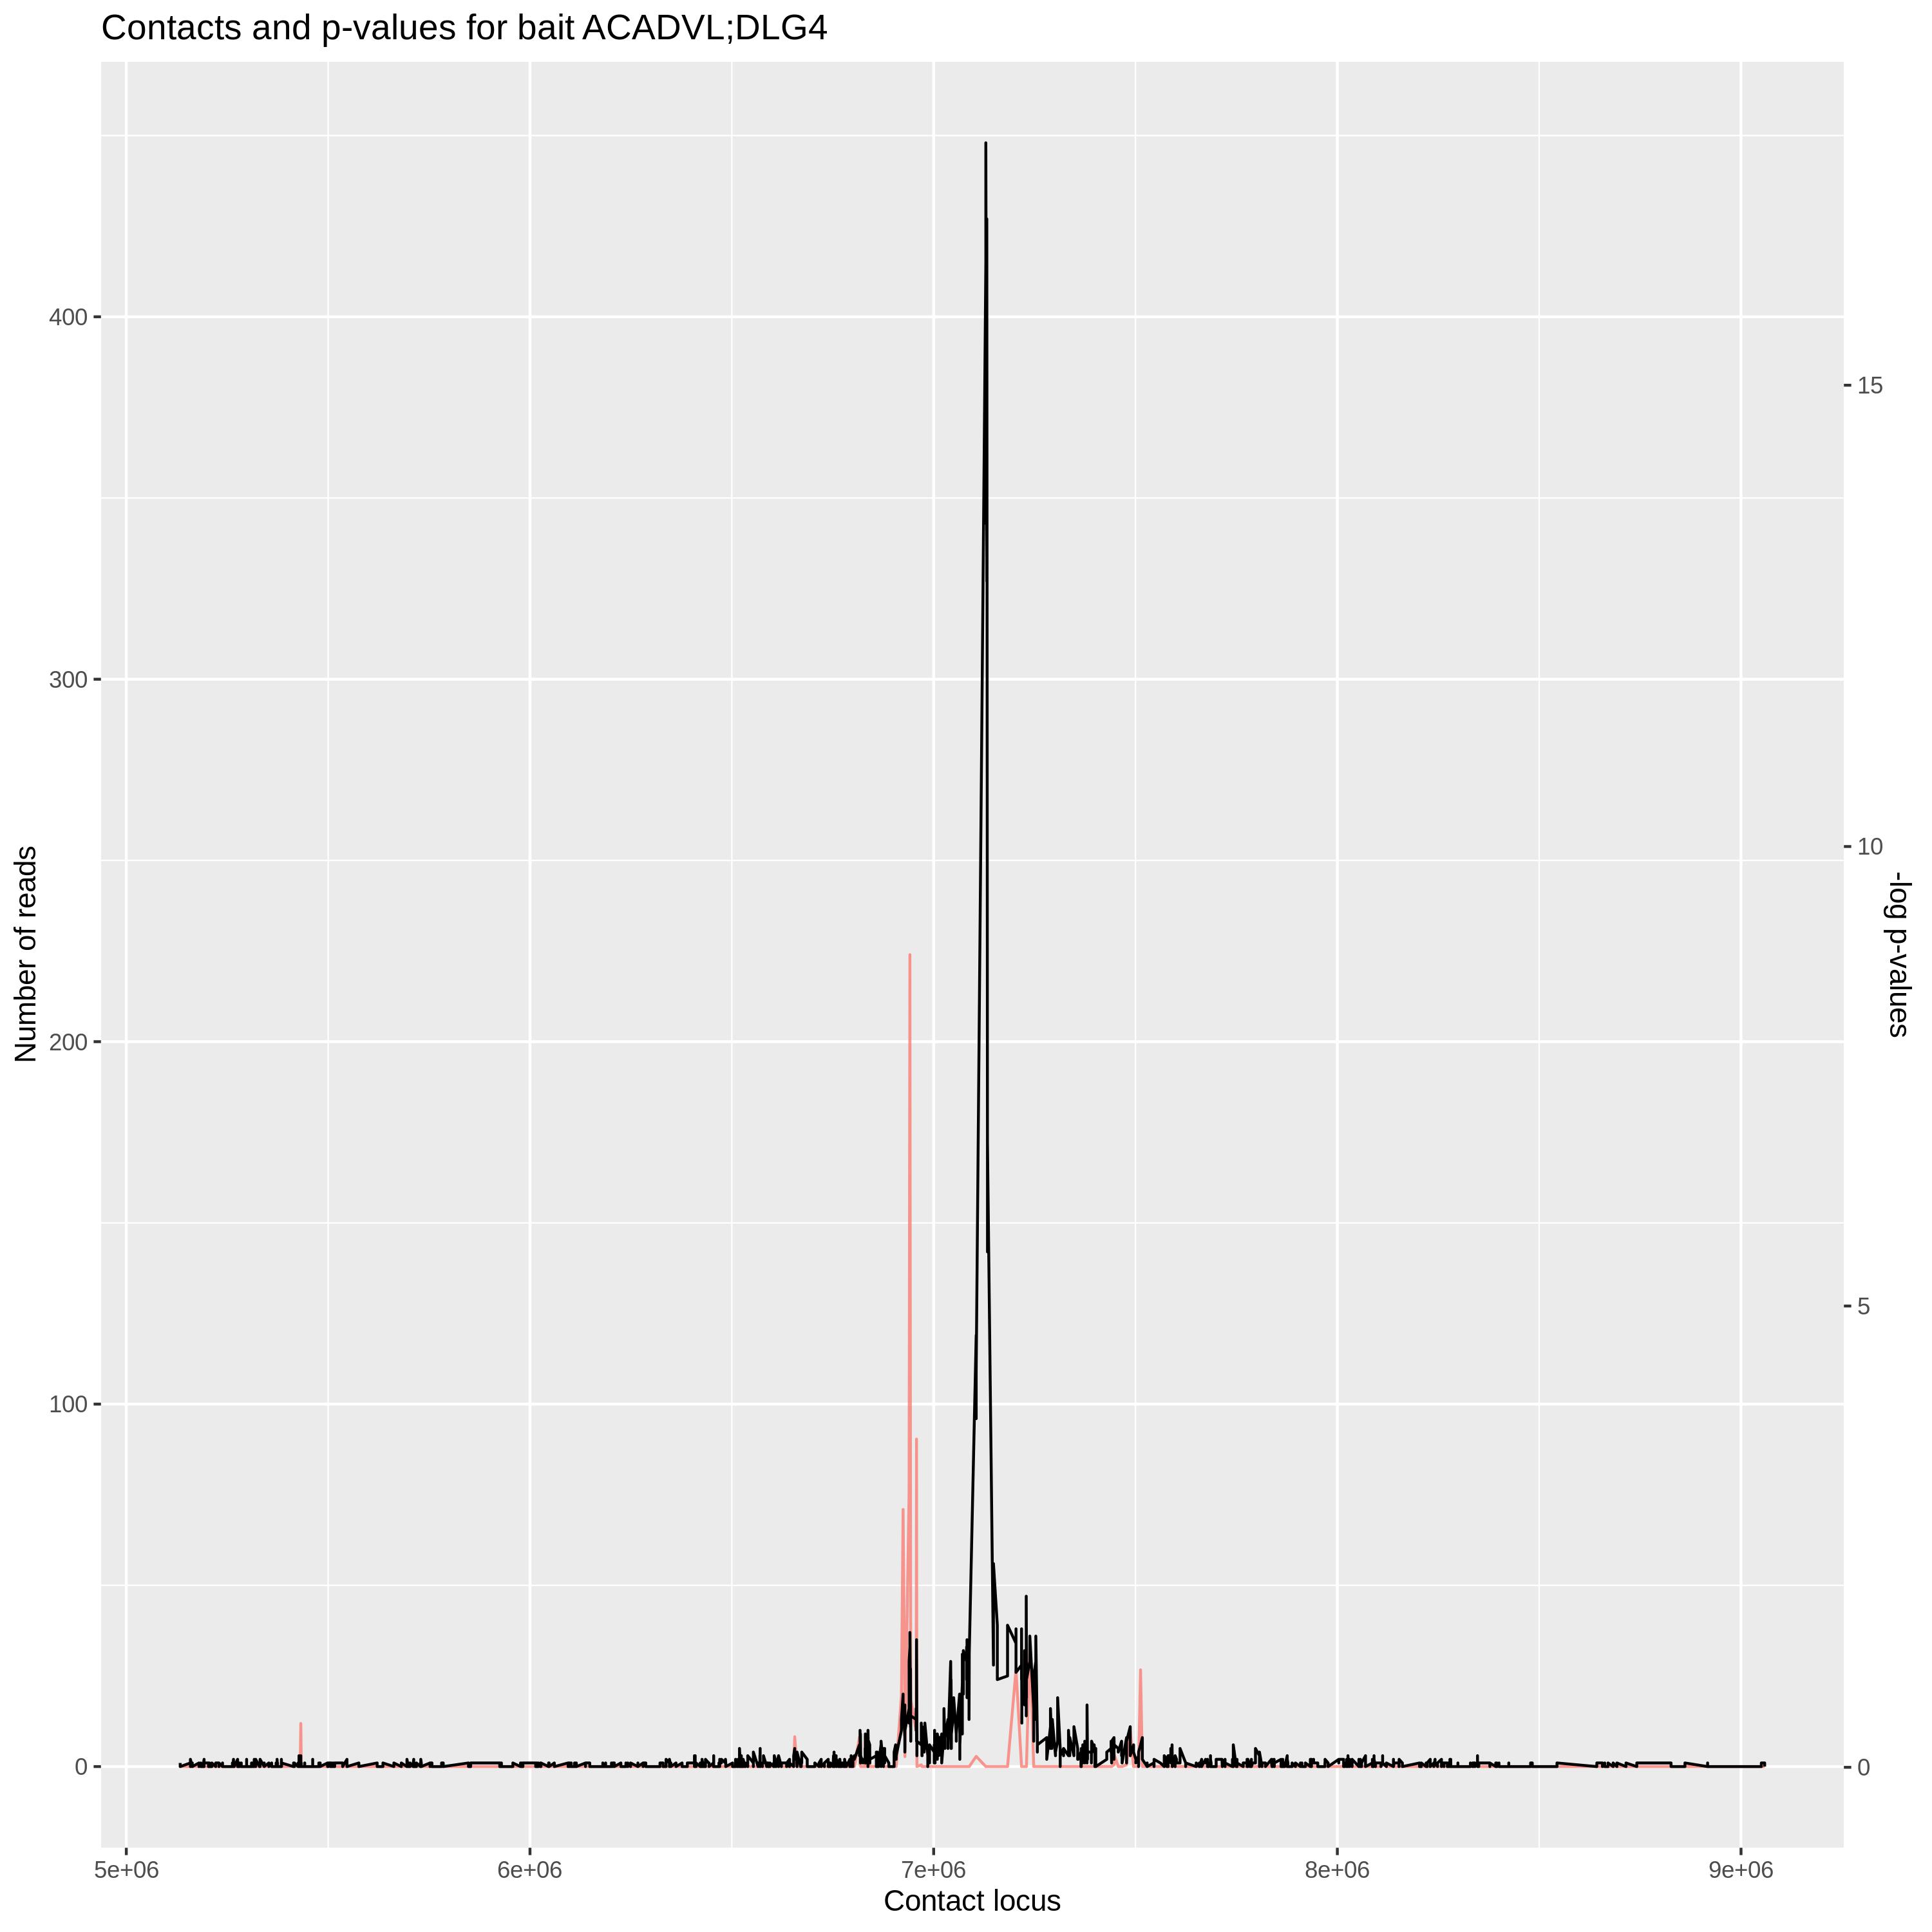 Contacts and p-values for bait ACADVL;DLG4
Number of reads
400
300
200
100
0
15
10
5
0
-log p-values
5e+06 6e+06 7e+06 8e+06 9e+06
Contact locus